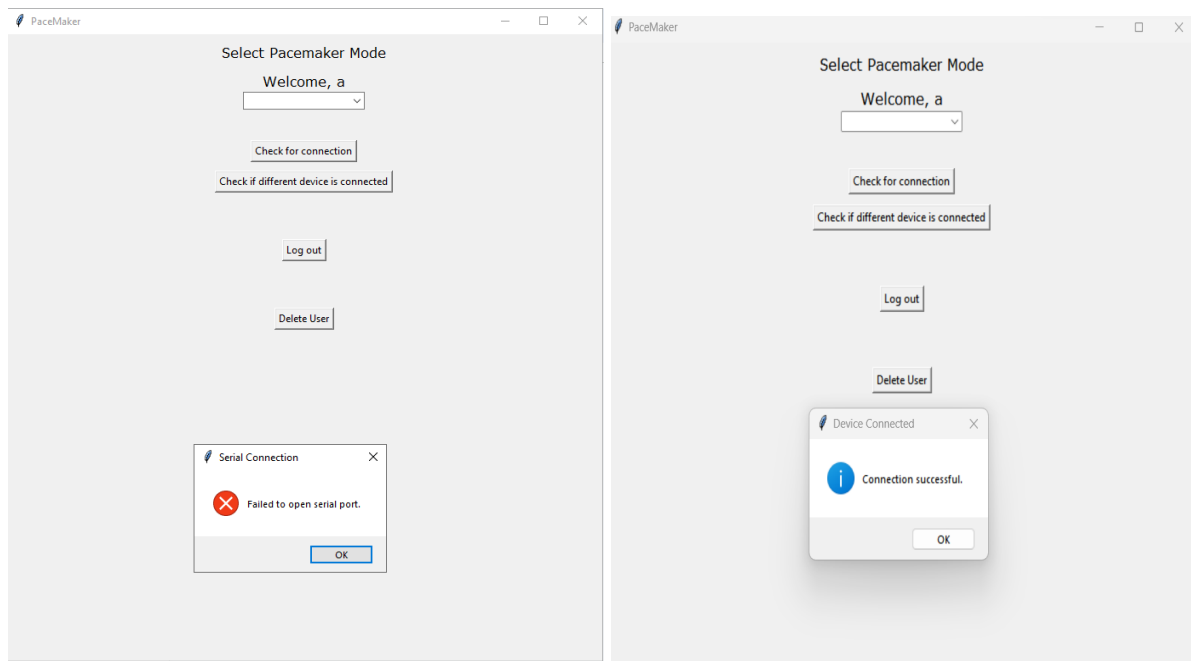 PaceMaker
Select Pacemaker Mode
Welcome, a
Check for connection
Check if different device is connected
Log out
Delete User
Serial Connection
Failed to open serial port.
OK
PaceMaker
Select Pacemaker Mode
Welcome, a
Check for connection
Check if different device is connected
Log out
Delete User
Device Connected
Connection successful.
OK